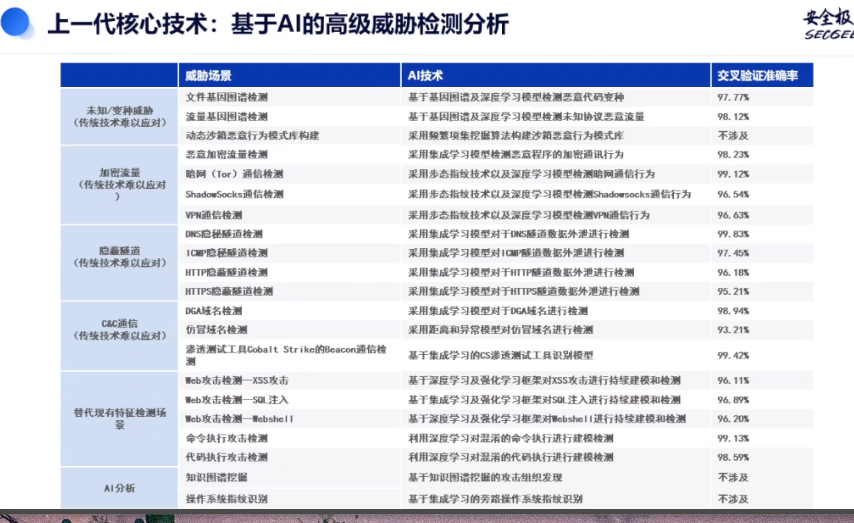 上一代核心技术：基于AI的高级威胁检测分析
安全极
SECGEE
威胁场景 AI技术 交叉验证准确率
未知/变种威胁
（传统技术难以应对）
文件基因图谱检测 基于基因图谱及深度学习模型检测恶意代码变种 97.77%
流量基因图谱检测 基于基因图谱及深度学习模型检测未知协议恶意流量 98.12%
动态沙箱恶意行为模式库构建 采用频繁项集挖掘算法构建沙箱恶意行为模式库 不涉及
加密流量
（传统技术难以应对
）
恶意加密流量检测 采用集成学习模型检测恶意程序的加密通讯行为 98.23%
暗网（Tor）通信检测 采用步态指纹技术以及深度学习模型检测暗网通信行为 99.12%
ShadowSocks通信检测 采用步态指纹技术以及深度学习模型检测Shadowsocks通信行为 96.54%
VPN通信检测 采用步态指纹技术以及深度学习模型检测VPN通信行为 96.63%
隐蔽隧道
（传统技术难以应对）
DNS隐秘隧道检测 采用集成学习模型对于DNS隧道数据外泄进行检测 99.83%
ICMP隐秘隧道检测 采用集成学习模型对ICMP隧道数据外泄进行检测 97.45%
HTTP隐蔽隧道检测 采用集成学习模型对于HTTP隧道数据外泄进行检测 96.18%
HTTPS隐蔽隧道检测 采用集成学习模型对于HTTPS隧道数据外泄进行检测 95.21%
C&C通信
（传统技术难以应对）
DGA域名检测 采用集成学习模型对于DGA域名进行检测 98.94%
仿冒域名检测 采用距离和异常模型对仿冒域名进行检测 93.21%
渗透测试工具Cobalt Strike的Beacon通信检
测 基于集成学习的CS渗透测试工具识别模型 99.42%
替代现有特征检测场
景
Web攻击检测—XSS攻击 基于深度学习及强化学习框架对XSS攻击进行持续建模和检测 96.11%
Web攻击检测—SQL注入 基于集成学习及强化学习框架对SQL注入进行持续建模和检测 96.89%
Web攻击检测—Webshell 基于深度学习及强化学习框架对Webshell进行持续建模和检测 96.20%
命令执行攻击检测 利用深度学习对混淆的命令执行进行建模检测 99.13%
代码执行攻击检测 利用深度学习对混淆的代码执行进行建模检测 98.59%
AI分析
知识图谱挖掘 基于知识图谱挖掘的攻击组织发现 不涉及
操作系统指纹识别 基于集成学习的旁路操作系统指纹识别 不涉及